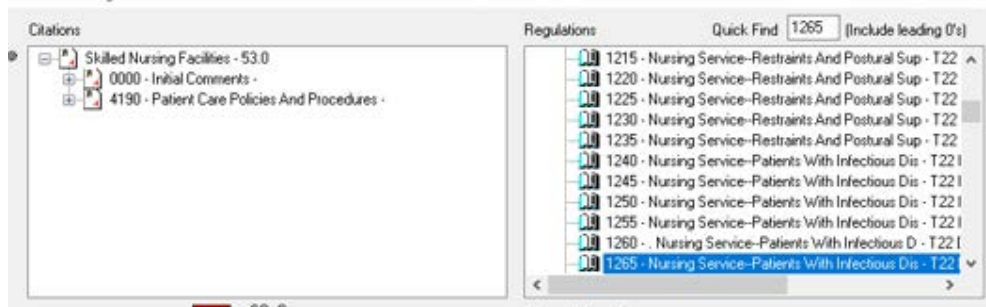 Citations
Skilled Nursing Facilities - 53.0
0000 - Initial Comments -
4190 - Patient Care Policies And Procedures -
Regulations Quick Find 1265 (Include leading 0's)
1215 - Nursing Service--Restraints And Postural Sup - T22
1220 - Nursing Service--Restraints And Postural Sup - T22
1225 - Nursing Service--Restraints And Postural Sup - T22
1230 - Nursing Service--Restraints And Postural Sup - T22
1235 - Nursing Service--Restraints And Postural Sup - T22
1240 - Nursing Service--Patients With Infectious Dis - T22
1245 - Nursing Service--Patients With Infectious Dis - T22
1250 - Nursing Service--Patients With Infectious Dis - T22
1255 - Nursing Service--Patients With Infectious Dis - T22
1260 - . Nursing Service--Patients With Infectious D - T22
1265 - Nursing Service--Patients With Infectious Dis - T22